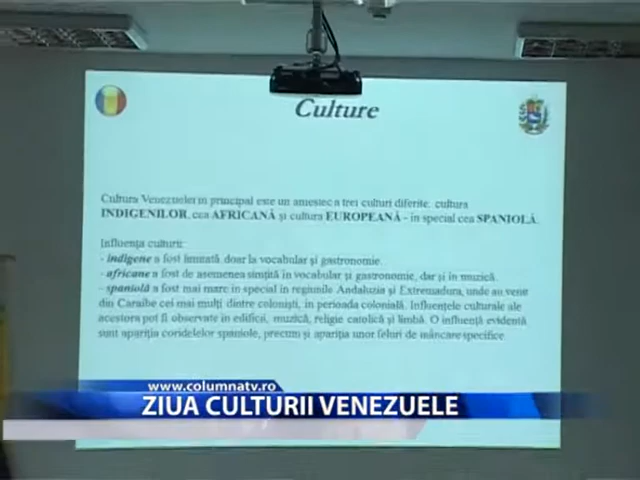 Culture
Cultura Venezuelei în principal este un amestec a trei culturi diferite: cultura
INDIGENILOR, cea AFRICANĂ și cultura EUROPEANĂ - în special cea SPANIOLĂ.
Influența culturii:
- indigene a fost limitată doar la vocabular și gastronomie.
- africane a fost de asemenea simțită în vocabular și gastronomie, dar și în muzică.
- spaniolă a fost mai mare în special în regiunile Andaluzia și Extremadura, unde au venit
din Caraibe cei mai mulți dintre coloniști, în perioada colonială. Influențele culturale ale
acestora pot fi observate în edificii, muzică, religie catolică și limbă. O influență evidentă
sunt apariția coridelor spaniole, precum și apariția unor feluri de mâncare specifice.
www.columnatv.ro
ZIUA CULTURII VENEZUELE